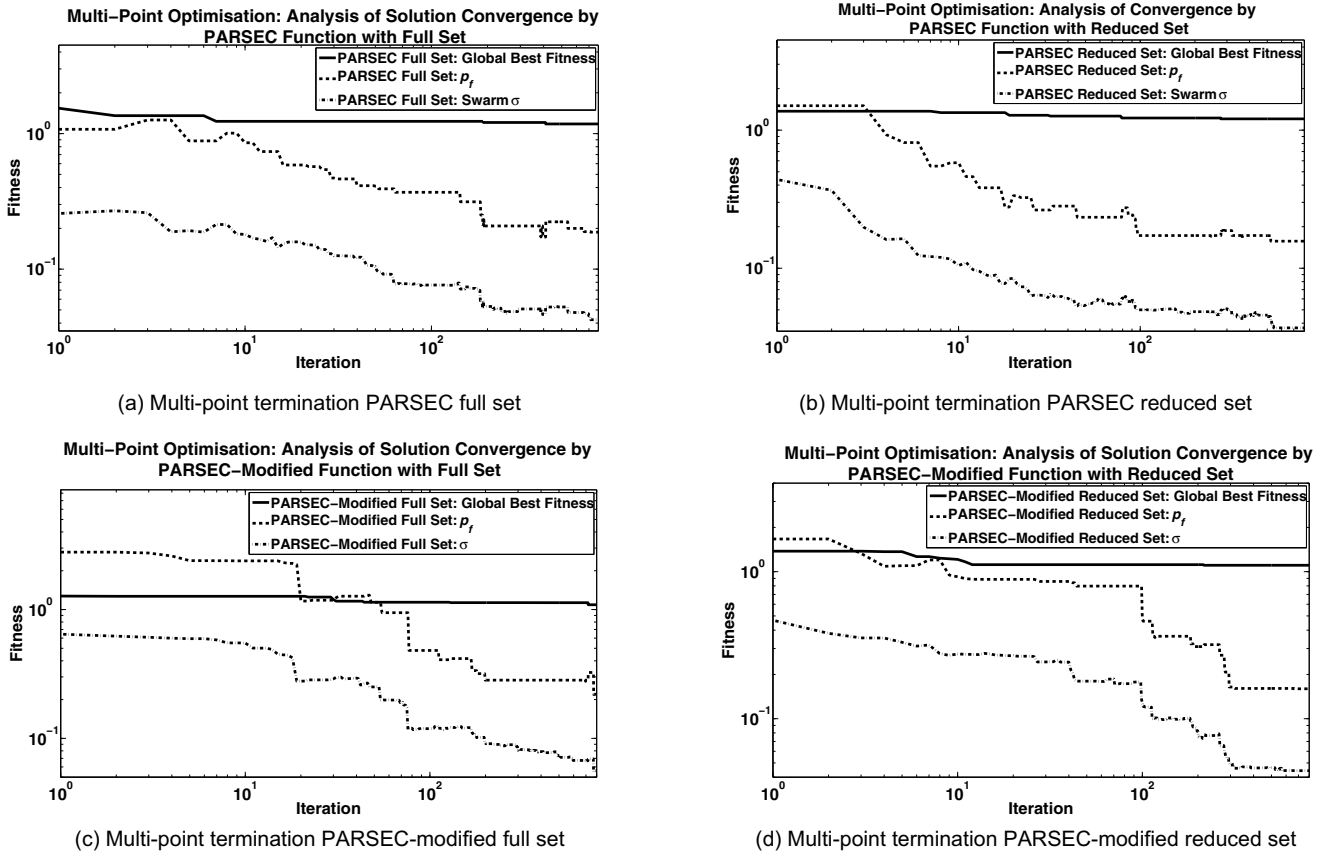 Multi−Point Optimisation: Analysis of Solution Convergence by
PARSEC Function with Full Set
PARSEC Full Set: Global Best Fitness
PARSEC Full Set: p_f
PARSEC Full Set: Swarm σ
10^0
10^−1
Fitness
10^0
10^1
10^2
Iteration
(a) Multi-point termination PARSEC full set
Multi−Point Optimisation: Analysis of Convergence by
PARSEC Function with Reduced Set
PARSEC Reduced Set: Global Best Fitness
PARSEC Reduced Set: p_f
PARSEC Reduced Set: Swarm σ
10^0
10^−1
Fitness
10^0
10^1
10^2
Iteration
(b) Multi-point termination PARSEC reduced set
Multi−Point Optimisation: Analysis of Solution Convergence by
PARSEC−Modified Function with Full Set
PARSEC−Modified Full Set: Global Best Fitness
PARSEC−Modified Full Set: p_f
PARSEC−Modified Full Set: σ
10^0
10^−1
Fitness
10^0
10^1
10^2
Iteration
(c) Multi-point termination PARSEC-modified full set
Multi−Point Optimisation: Analysis of Solution Convergence by
PARSEC−Modified Function with Reduced Set
PARSEC−Modified Reduced Set: Global Best Fitness
PARSEC−Modified Reduced Set: p_f
PARSEC−Modified Reduced Set: σ
10^0
10^−1
Fitness
10^0
10^1
10^2
Iteration
(d) Multi-point termination PARSEC-modified reduced set